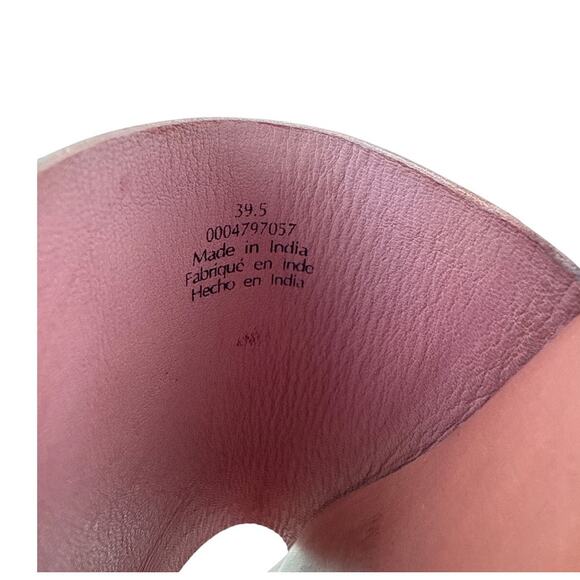 39.5
0004797057
Made in India
Fabriqué en Inde
Hecho en India